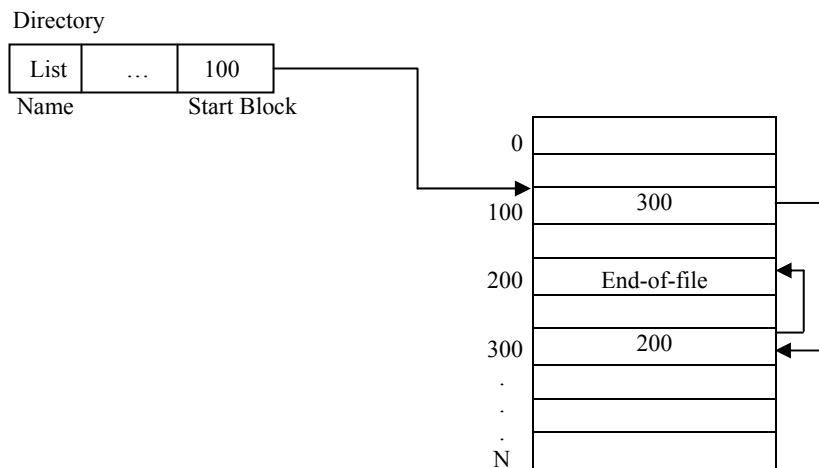 Directory
List … 100
Name Start Block
0
100 300
200 End-of-file
300 200
.
.
.
N